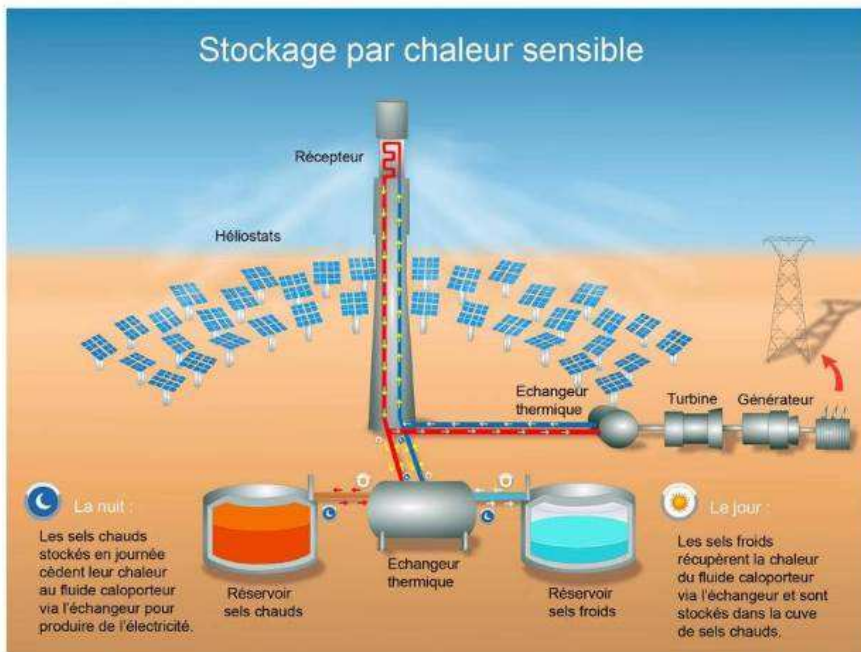 Stockage par chaleur sensible
Récepteur
Héliostats
Echangeur
thermique
Turbine
Générateur
La nuit :
Les sels chauds
stockés en journée
cèdent leur chaleur
au fluide caloporteur
via l'échangeur pour
produire de l'électricité.
Réservoir
sels chauds
Echangeur
thermique
Réservoir
sels froids
Le jour :
Les sels froids
récupèrent la chaleur
du fluide caloporteur
via l'échangeur et sont
stockés dans la cuve
de sels chauds.